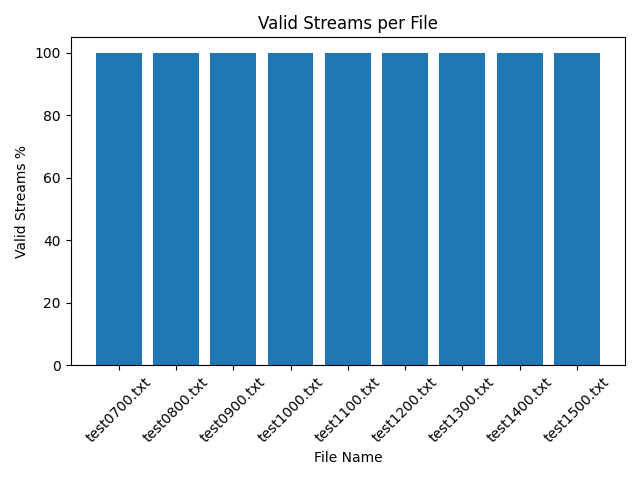 Valid Streams per File
100
80
60
40
20
0
Valid Streams %
test0700.txt
test0800.txt
test0900.txt
test1000.txt
test1100.txt
test1200.txt
test1300.txt
test1400.txt
test1500.txt
File Name